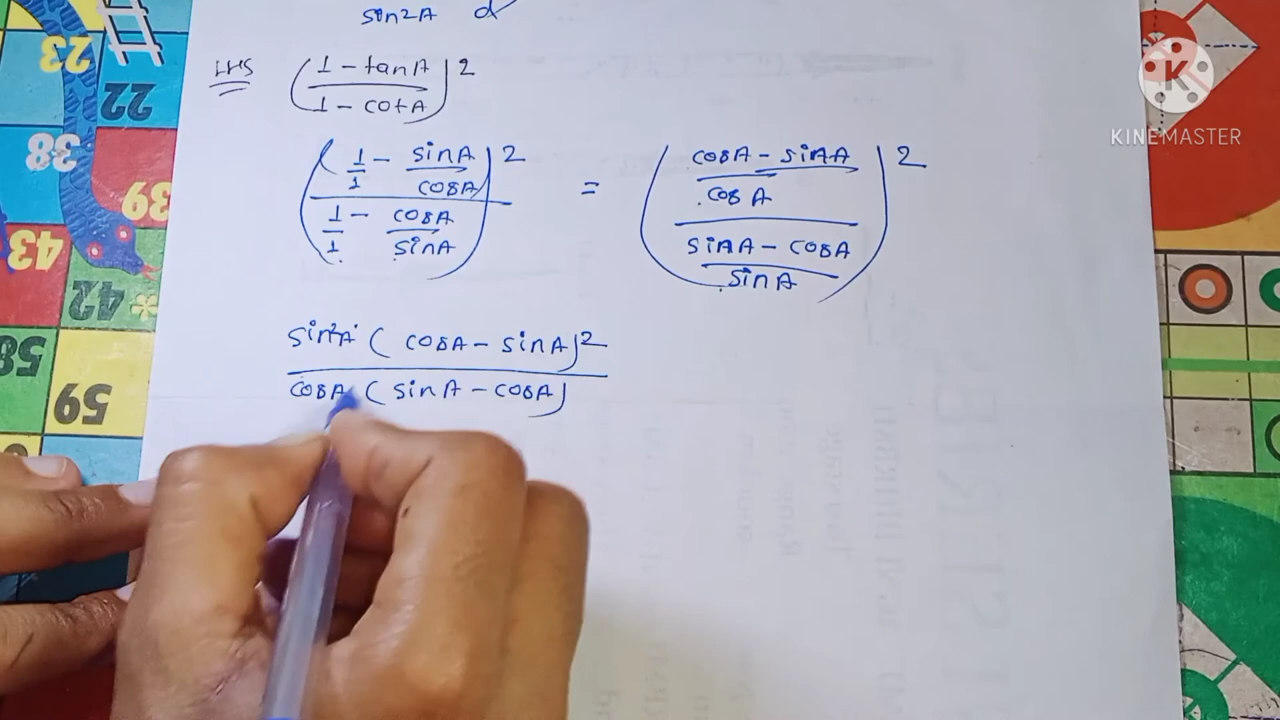 sin2A
LHS (1 - tanA / 1 - cotA)2
(1/1 - sinA/cosA)2 / (1/1 - cosA/sinA) = (cosA - sinA / cosA / sinA - cosA / sinA)2
sin2A (cosA - sinA)2
cosA (sinA - cosA)
KINEMASTER
23
22
38
39
43
42
58
59